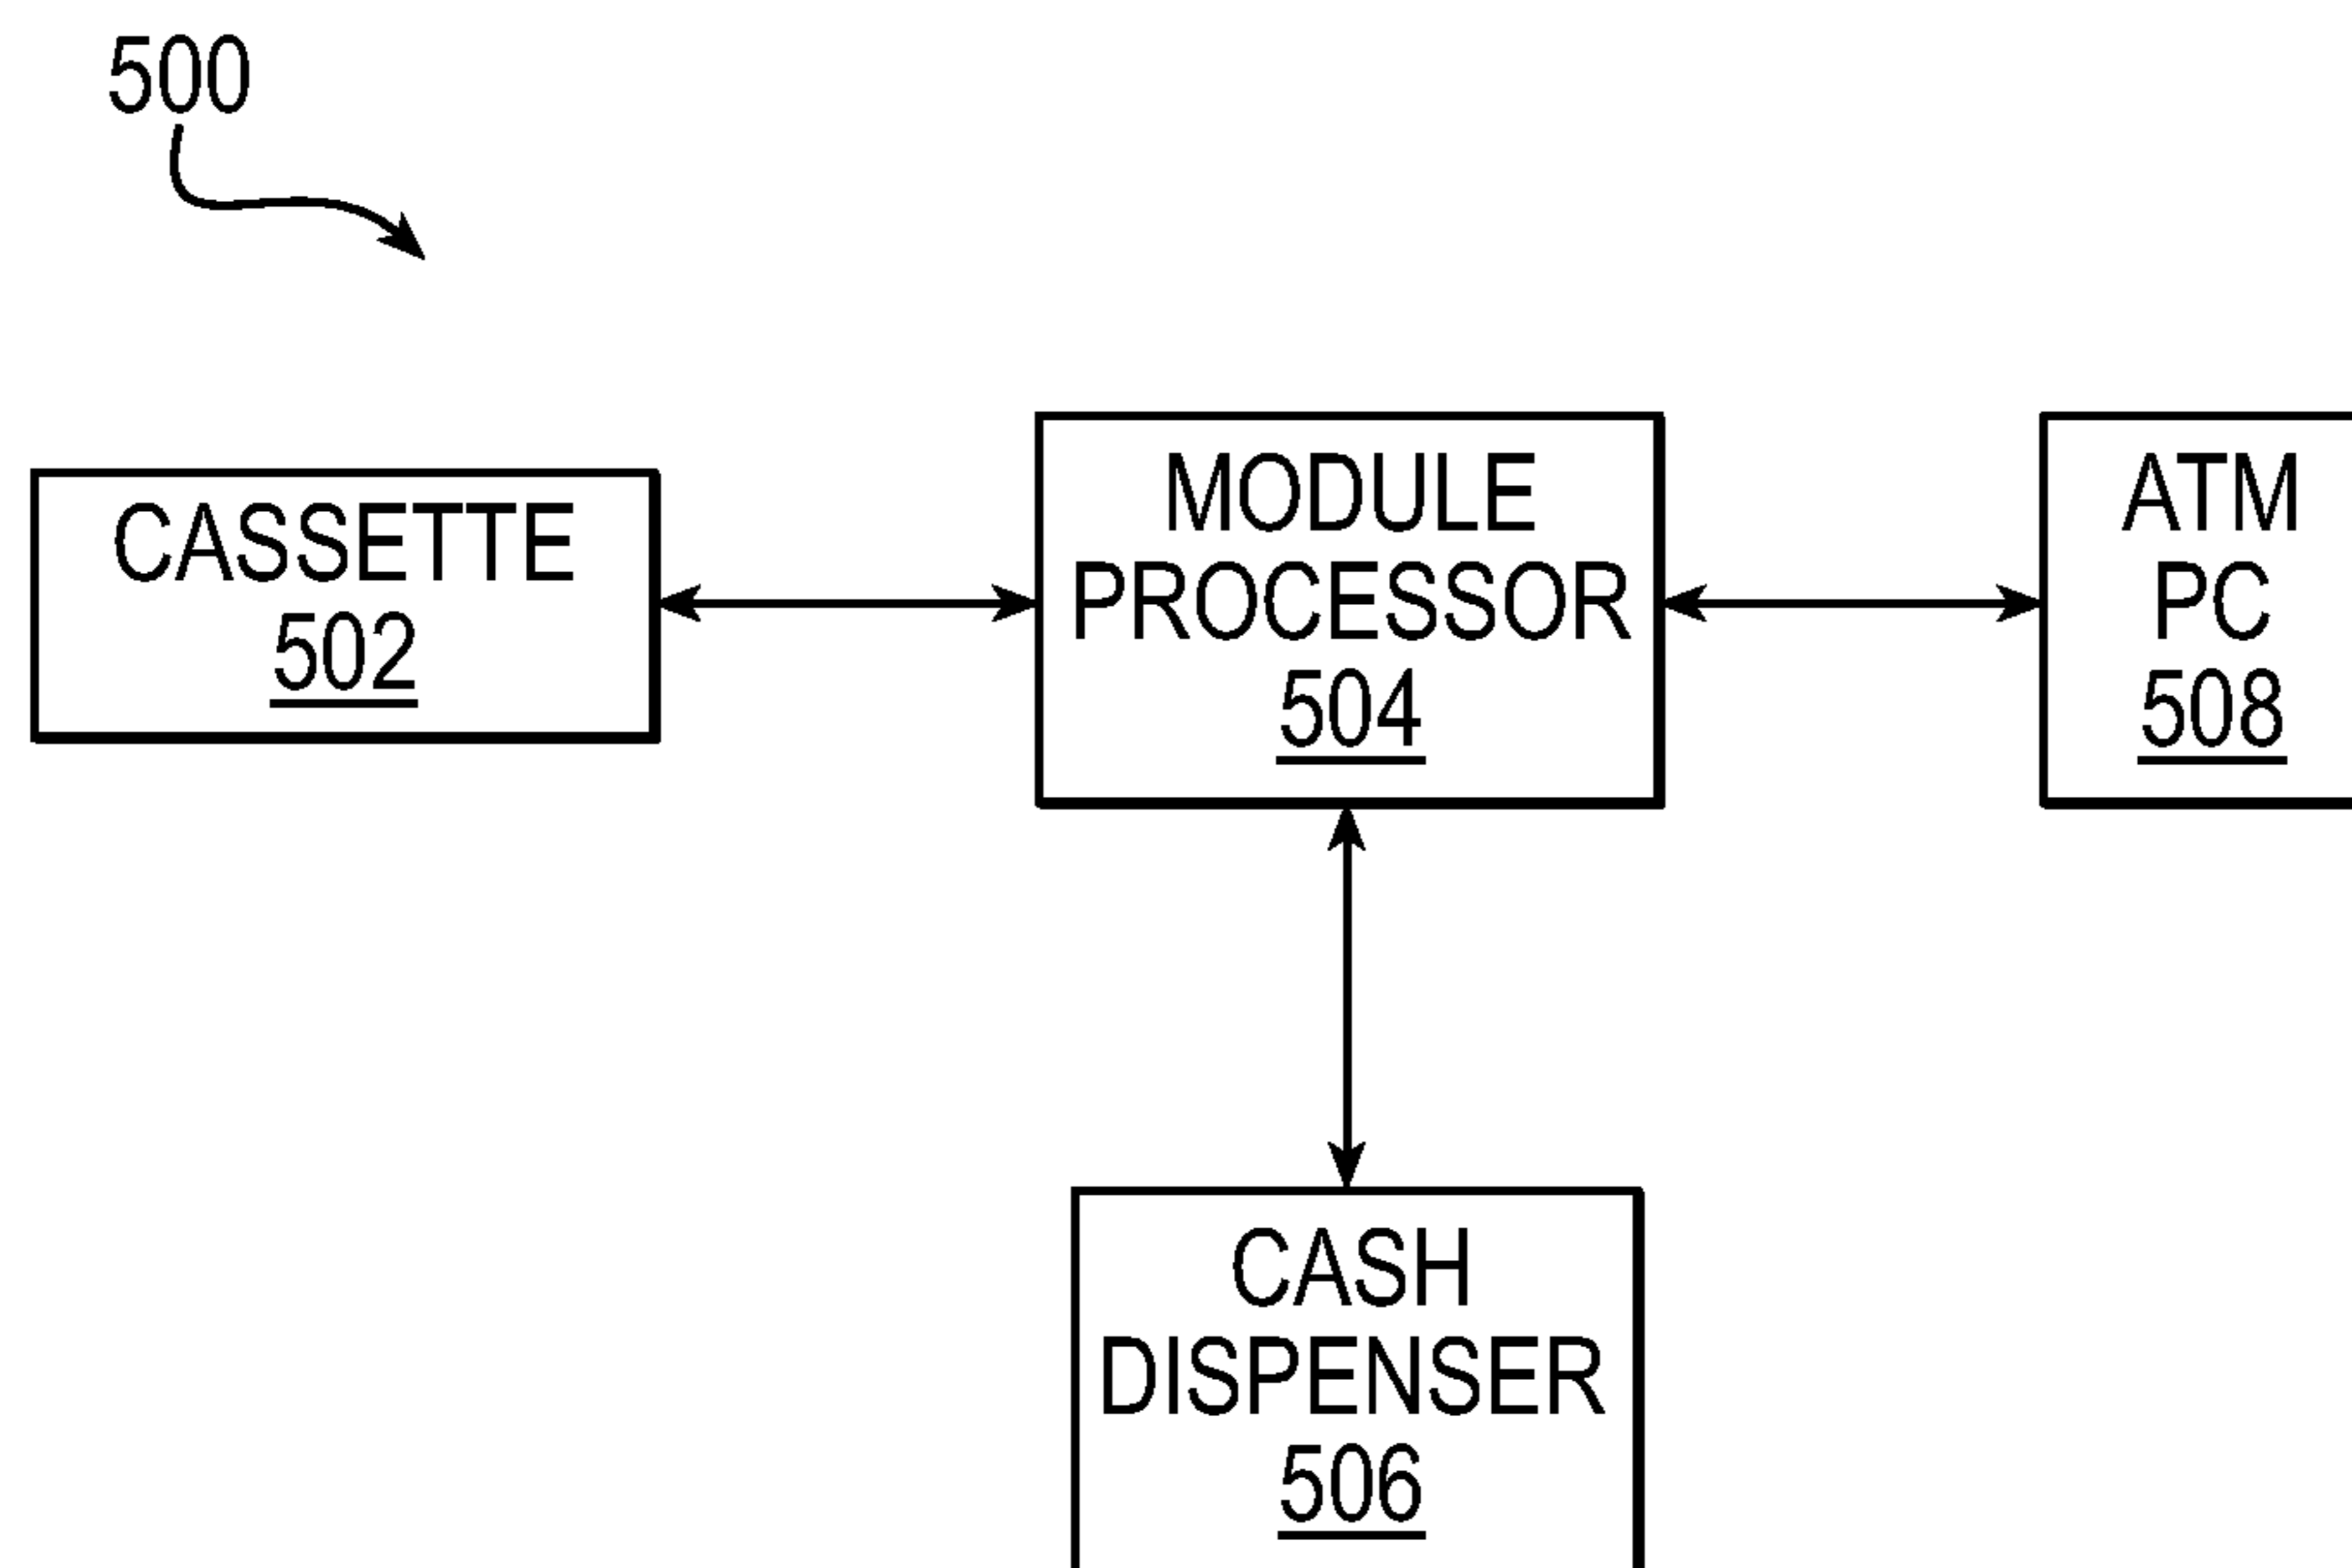 500
CASSETTE
502
MODULE
PROCESSOR
504
ATM
PC
508
CASH
DISPENSER
506